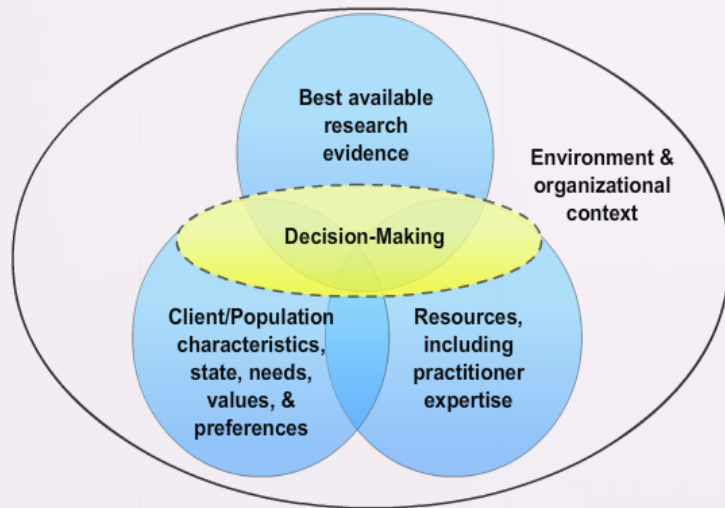 Best available
research
evidence
Environment &
organizational
context
Decision-Making
Client/Population
characteristics,
state, needs,
values, &
preferences
Resources,
including
practitioner
expertise